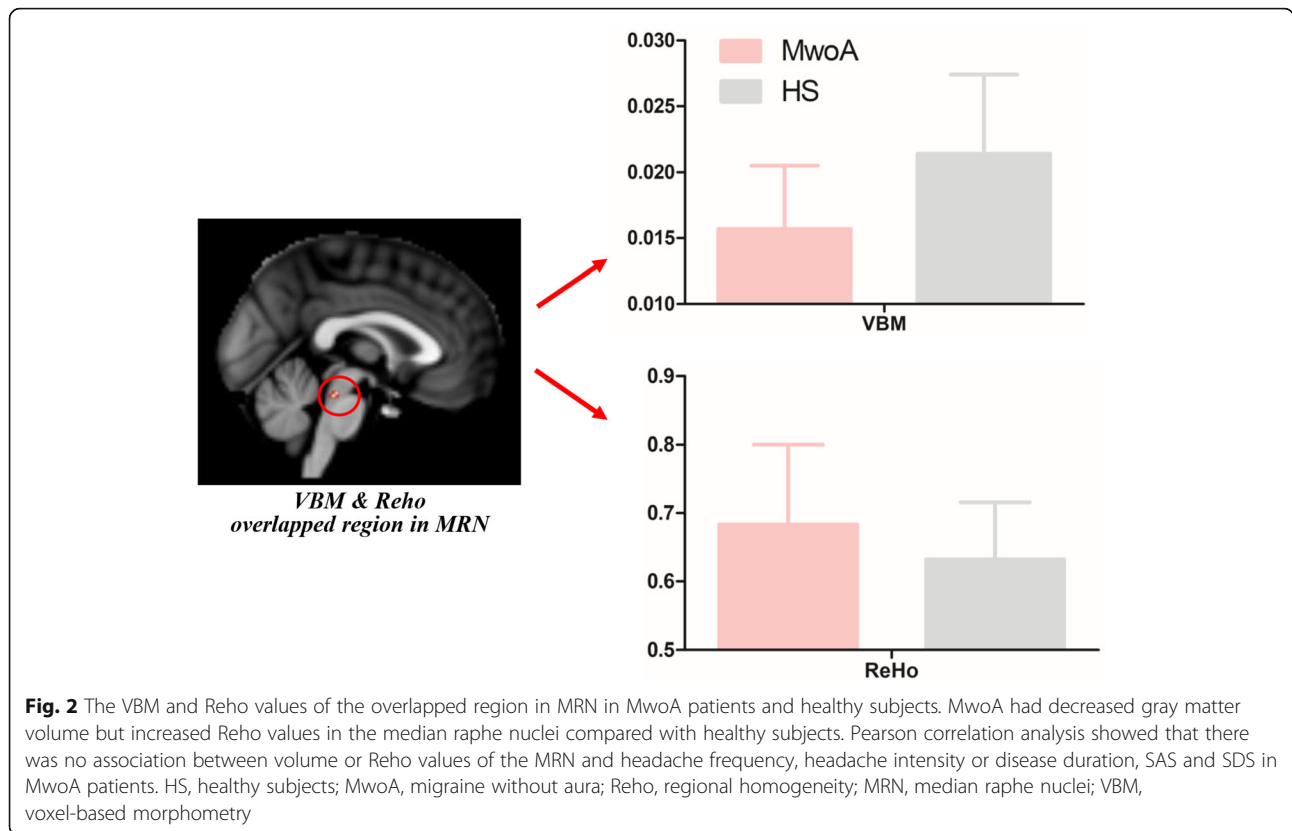 0.030
0.025
0.020
0.015
0.010
MwoA
HS
VBM
VBM & Reho
overlapped region in MRN
0.9
0.8
0.7
0.6
0.5
ReHo
Fig. 2 The VBM and Reho values of the overlapped region in MRN in MwoA patients and healthy subjects. MwoA had decreased gray matter
volume but increased Reho values in the median raphe nuclei compared with healthy subjects. Pearson correlation analysis showed that there
was no association between volume or Reho values of the MRN and headache frequency, headache intensity or disease duration, SAS and SDS in
MwoA patients. HS, healthy subjects; MwoA, migraine without aura; Reho, regional homogeneity; MRN, median raphe nuclei; VBM,
voxel-based morphometry